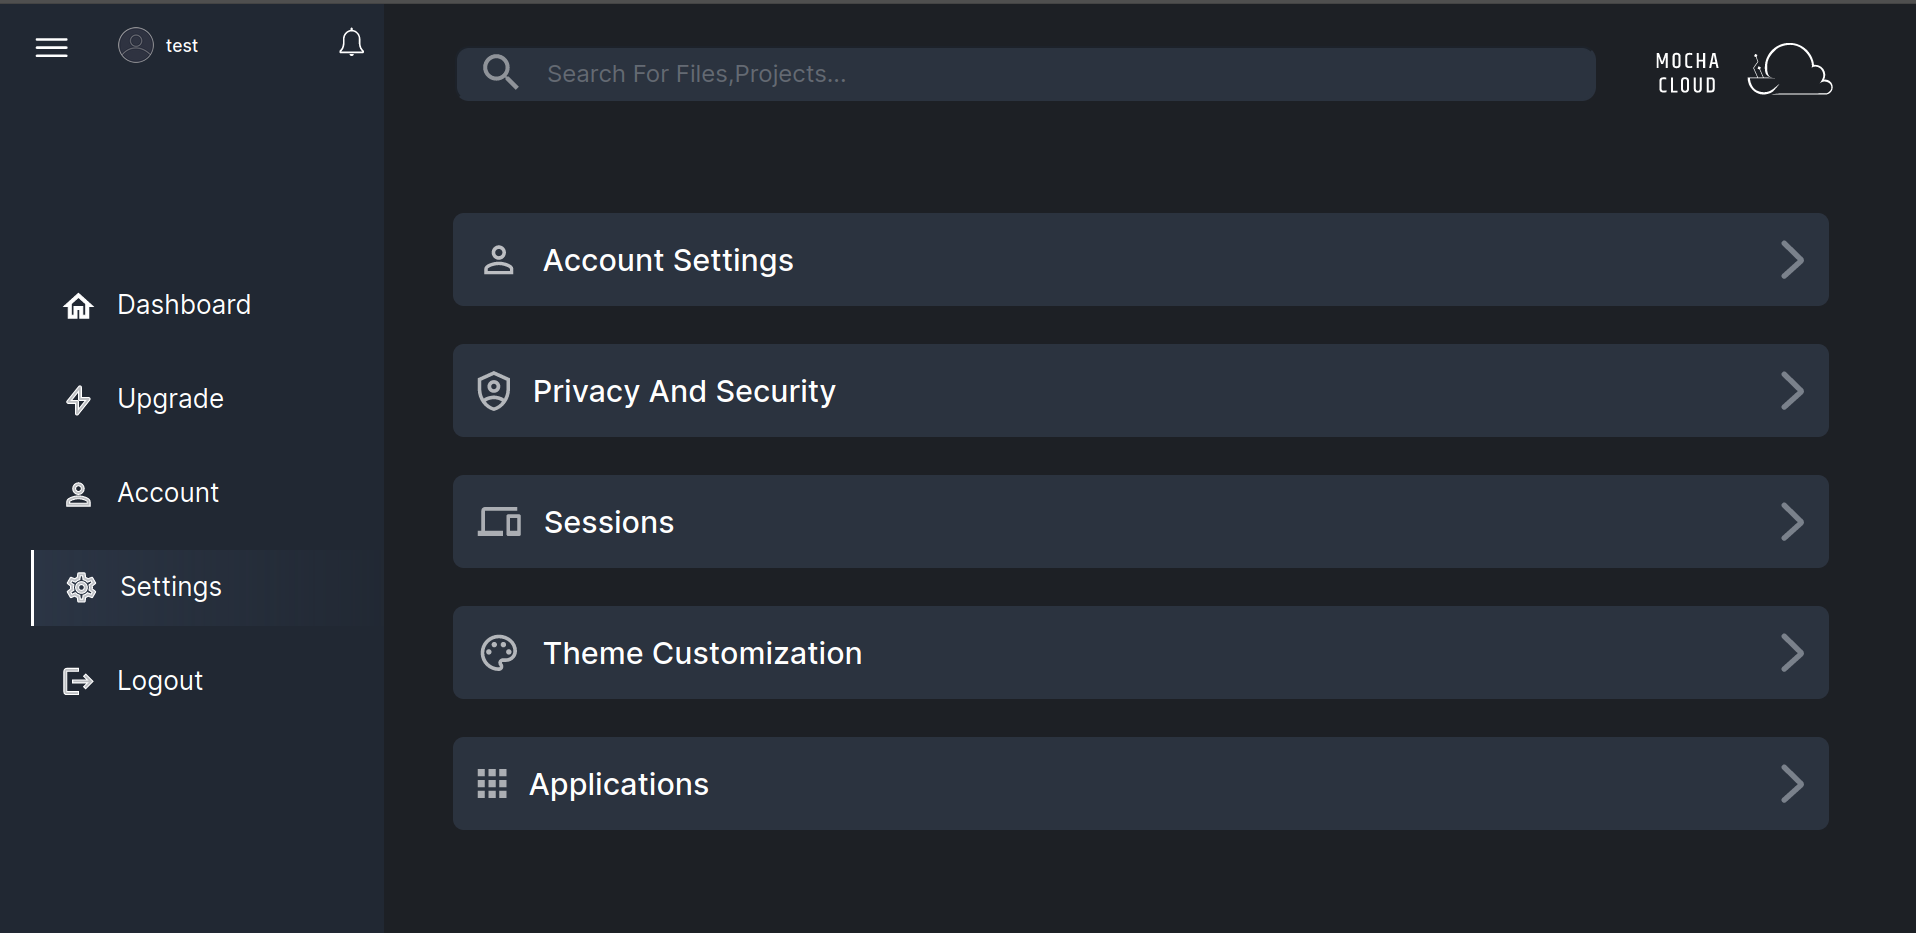 test
Search For Files,Projects...
MOCHA
CLOUD
Dashboard
Upgrade
Account
Settings
Logout
Account Settings
Privacy And Security
Sessions
Theme Customization
Applications